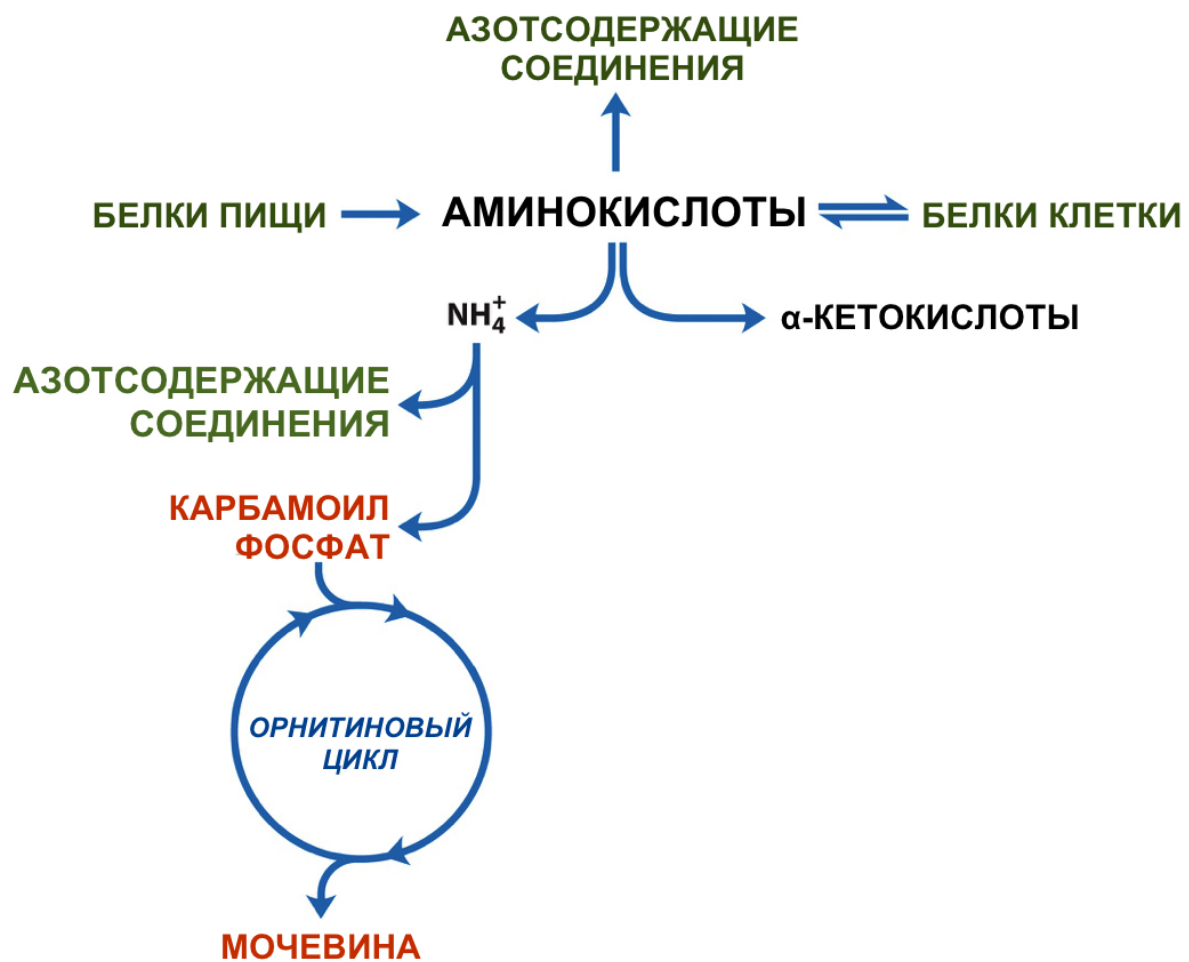 АЗОТСОДЕРЖАЩИЕ
СОЕДИНЕНИЯ
БЕЛКИ ПИЩИ
АМИНОКИСЛОТЫ
БЕЛКИ КЛЕТКИ
NH₄⁺
α-КЕТОКИСЛОТЫ
АЗОТСОДЕРЖАЩИЕ
СОЕДИНЕНИЯ
КАРБАМОИЛ
ФОСФАТ
ОРНИТИНОВЫЙ
ЦИКЛ
МОЧЕВИНА